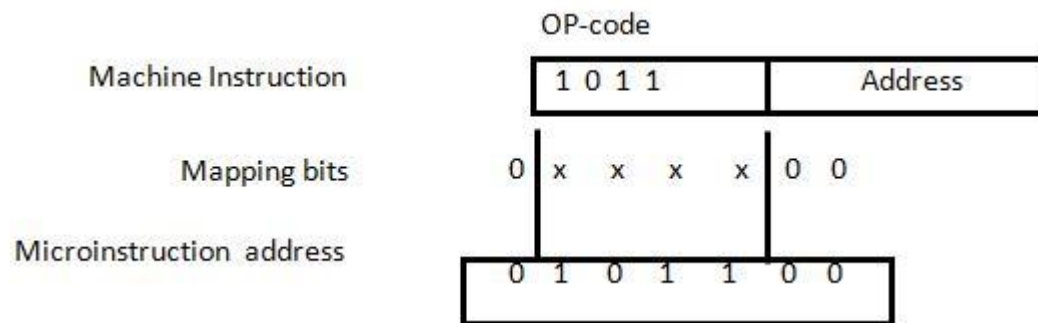 OP-code
Machine Instruction 1 0 1 1 Address
Mapping bits 0 x x x x 0 0
Microinstruction address 0 1 0 1 1 0 0